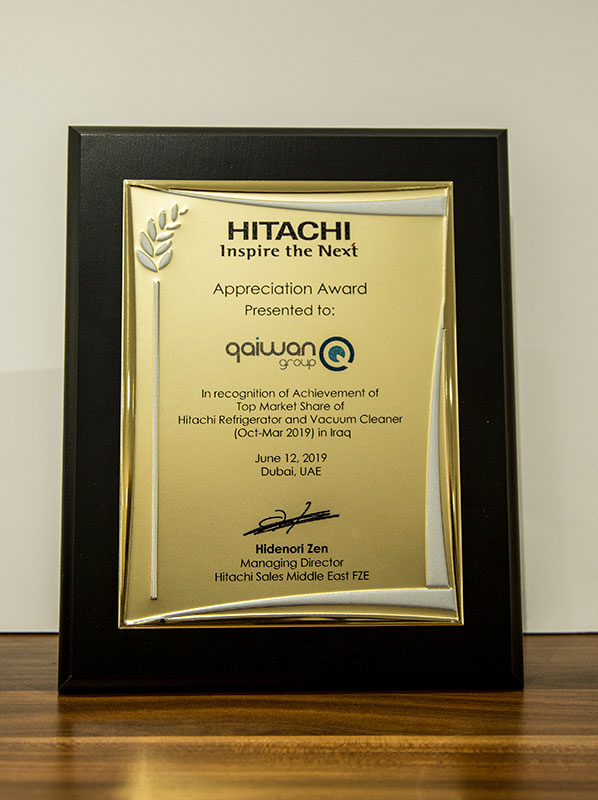 HITACHI
Inspire the Next
Appreciation Award
Presented to:
qaiwan
group
In recognition of Achievement of
Top Market Share of
Hitachi Refrigerator and Vacuum Cleaner
(Oct-Mar 2019) in Iraq
June 12, 2019
Dubai, UAE
Hidenori Zen
Managing Director
Hitachi Sales Middle East FZE